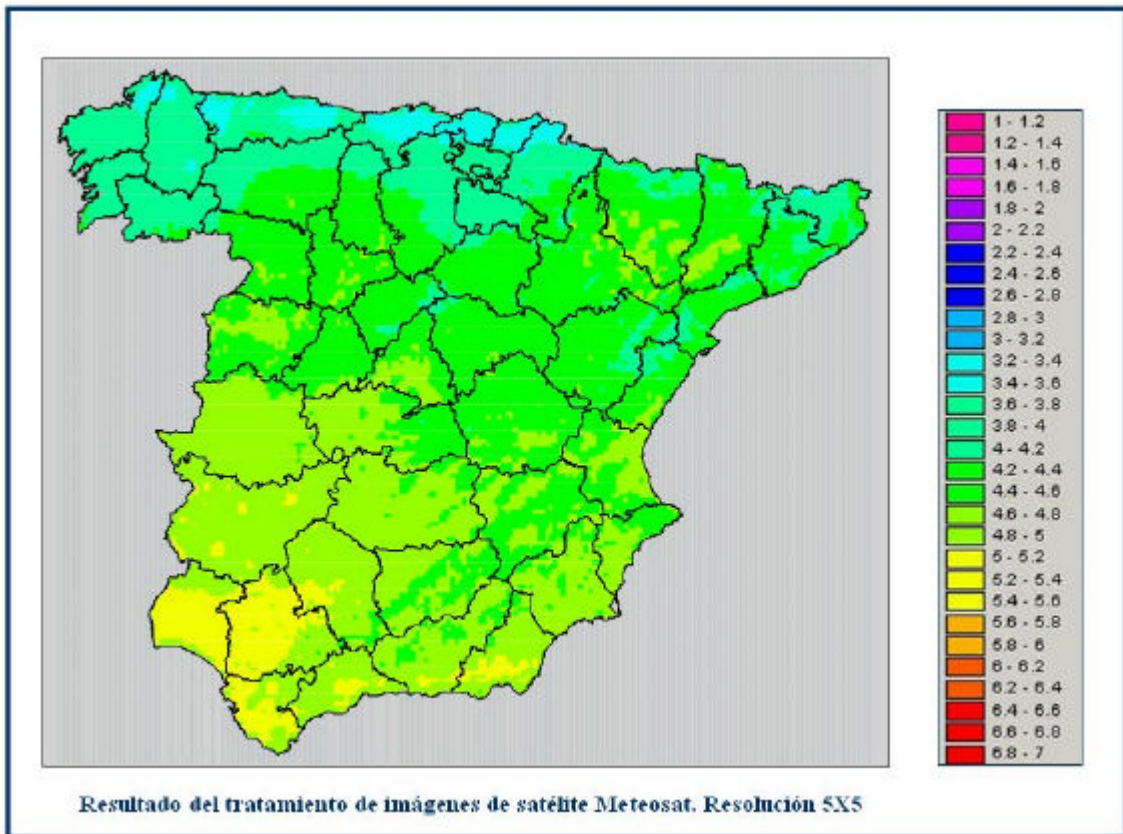 1 - 1.2
1.2 - 1.4
1.4 - 1.6
1.6 - 1.8
1.8 - 2
2 - 2.2
2.2 - 2.4
2.4 - 2.6
2.6 - 2.8
2.8 - 3
3 - 3.2
3.2 - 3.4
3.4 - 3.6
3.6 - 3.8
3.8 - 4
4 - 4.2
4.2 - 4.4
4.4 - 4.6
4.6 - 4.8
4.8 - 5
5 - 5.2
5.2 - 5.4
5.4 - 5.6
5.6 - 5.8
5.8 - 6
6 - 6.2
6.2 - 6.4
6.4 - 6.6
6.6 - 6.8
6.8 - 7
Resultado del tratamiento de imágenes de satélite Meteosat. Resolución 5X5